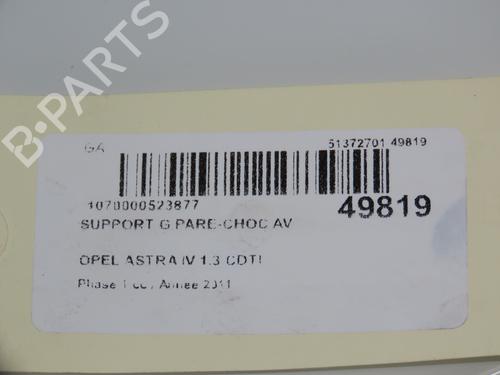 B-PARTS
GA
51372701 49819
1070000523877
49819
SUPPORT G PARE-CHOC AV
OPEL ASTRA IV 1.3 CDTI
Phase 1 cc / Année 2011